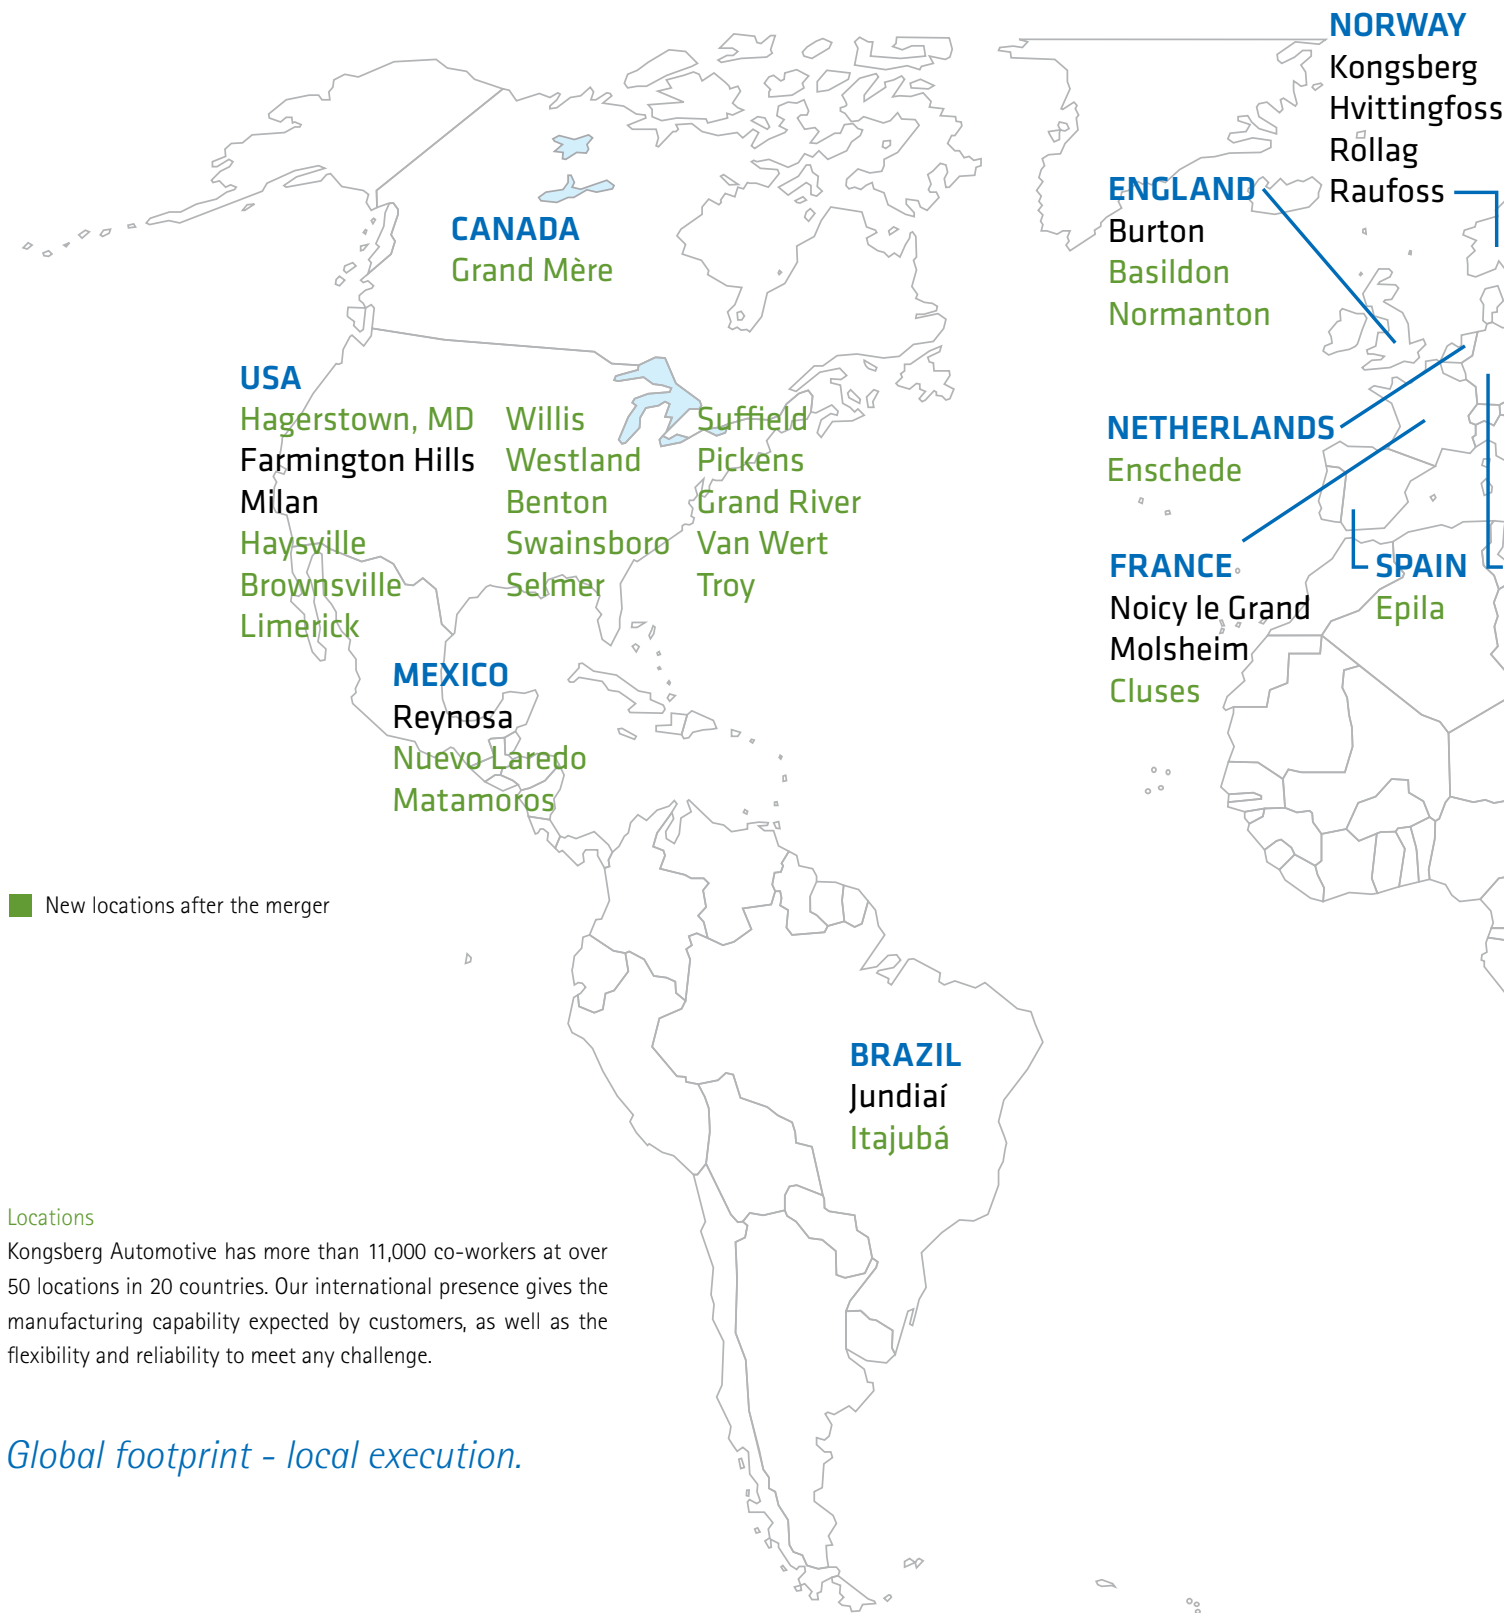 NORWAY
Kongsberg
Hvittingfoss
Rollag
Raufoss
ENGLAND
Burton
Basildon
Normanton
CANADA
Grand Mère
USA
Hagerstown, MD
Farmington Hills
Milan
Haysville
Brownsville
Limerick
Willis
Westland
Benton
Swainsboro
Selmer
Suffield
Pickens
Grand River
Van Wert
Troy
NETHERLANDS
Enschede
FRANCE
Noicy le Grand
Molsheim
Cluses
SPAIN
Epila
MEXICO
Reynosa
Nuevo Laredo
Matamoros
New locations after the merger
BRAZIL
Jundiaí
Itajubá
Locations
Kongsberg Automotive has more than 11,000 co-workers at over
50 locations in 20 countries. Our international presence gives the
manufacturing capability expected by customers, as well as the
flexibility and reliability to meet any challenge.
Global footprint - local execution.